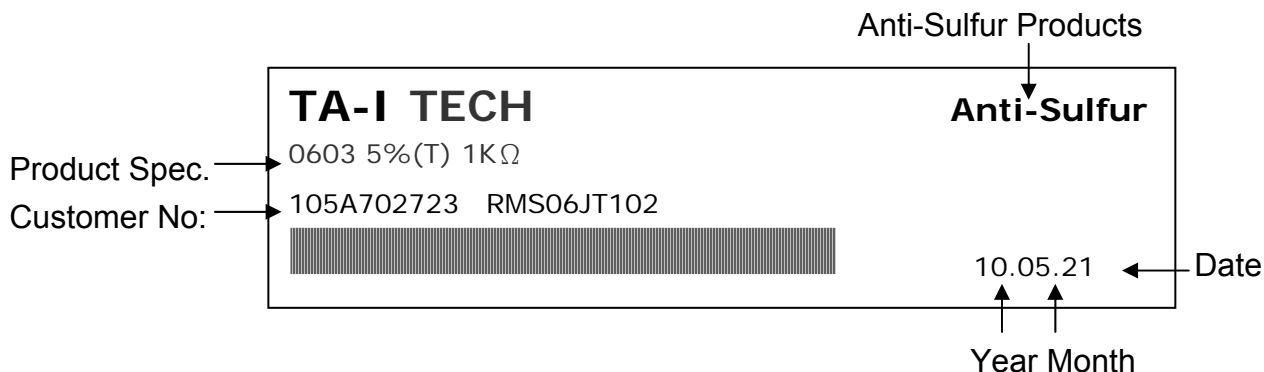 Anti-Sulfur Products
TA-I TECH
Anti-Sulfur
0603 5%(T) 1KΩ
Product Spec.
105A702723 RMS06JT102
Customer No:
10.05.21
Date
Year Month